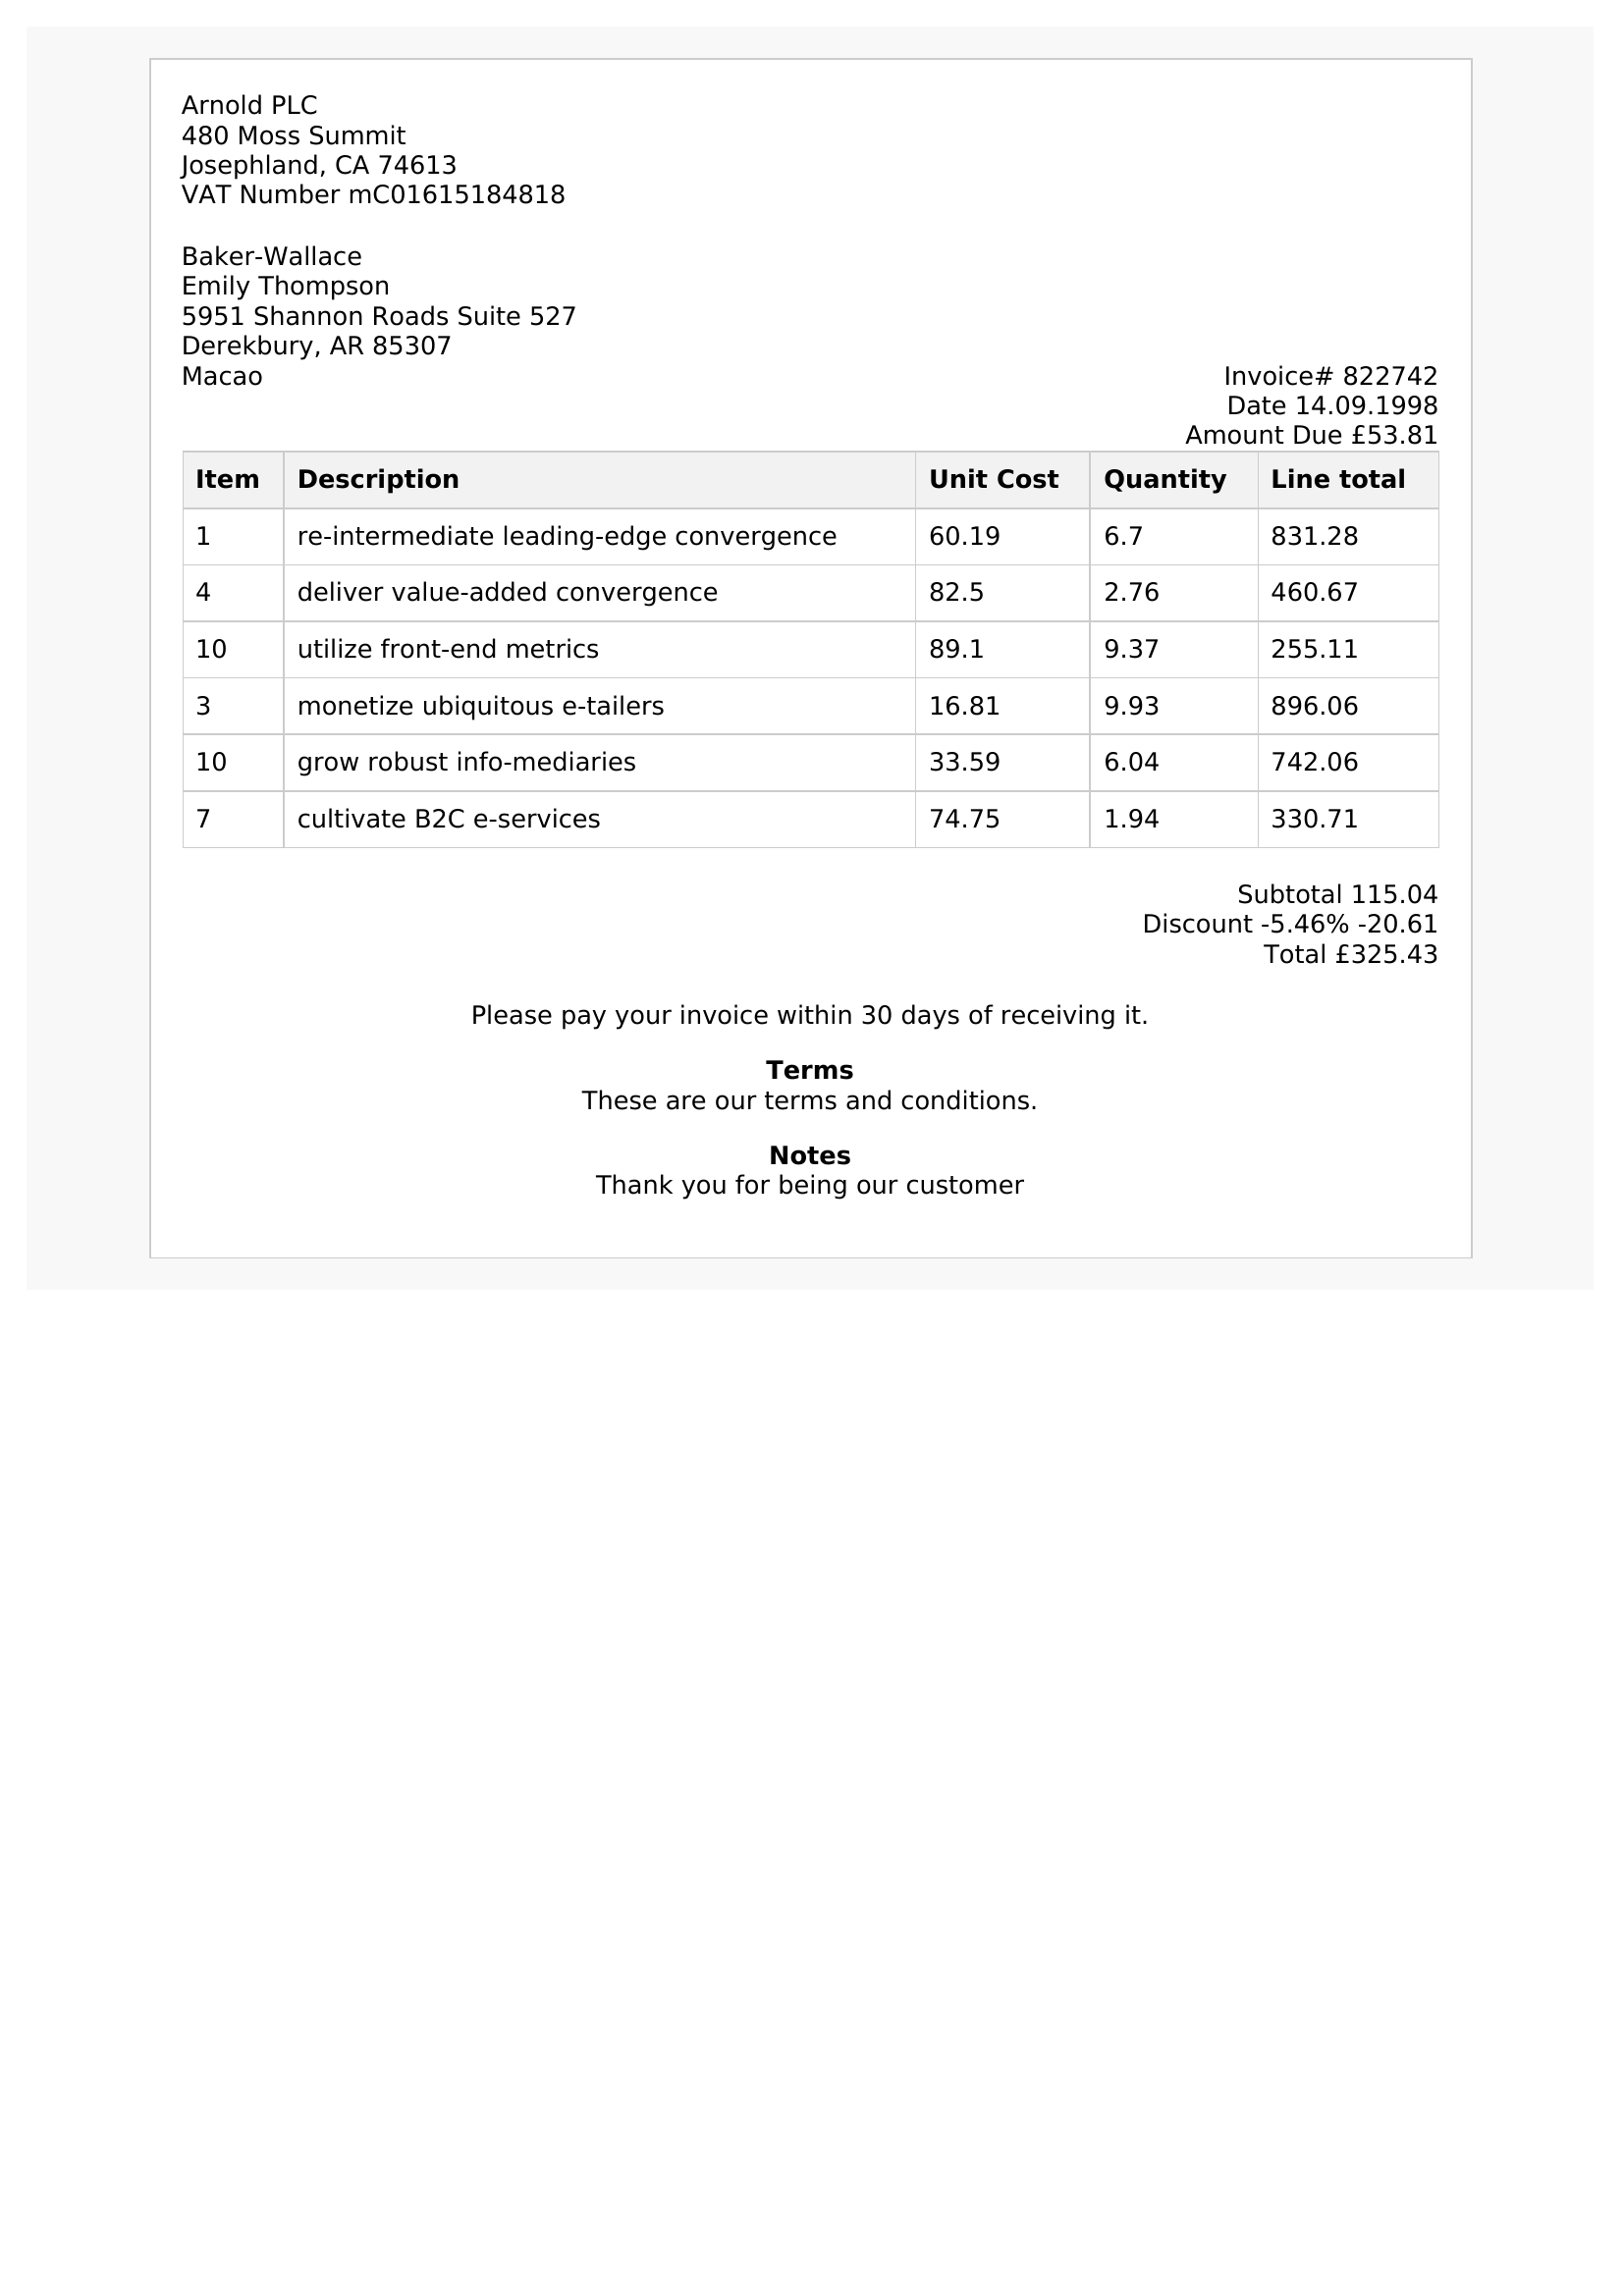 Arnold PLC
480 Moss Summit
Josephland, CA 74613
VAT Number mC01615184818
Baker-Wallace
Emily Thompson
5951 Shannon Roads Suite 527
Derekbury, AR 85307
Macao
Invoice# 822742
Date 14.09.1998
Amount Due £53.81
Item Description Unit Cost Quantity Line total
1 re-intermediate leading-edge convergence 60.19 6.7 831.28
4 deliver value-added convergence 82.5 2.76 460.67
10 utilize front-end metrics 89.1 9.37 255.11
3 monetize ubiquitous e-tailers 16.81 9.93 896.06
10 grow robust info-mediaries 33.59 6.04 742.06
7 cultivate B2C e-services 74.75 1.94 330.71
Subtotal 115.04
Discount -5.46% -20.61
Total £325.43
Please pay your invoice within 30 days of receiving it.
Terms
These are our terms and conditions.
Notes
Thank you for being our customer